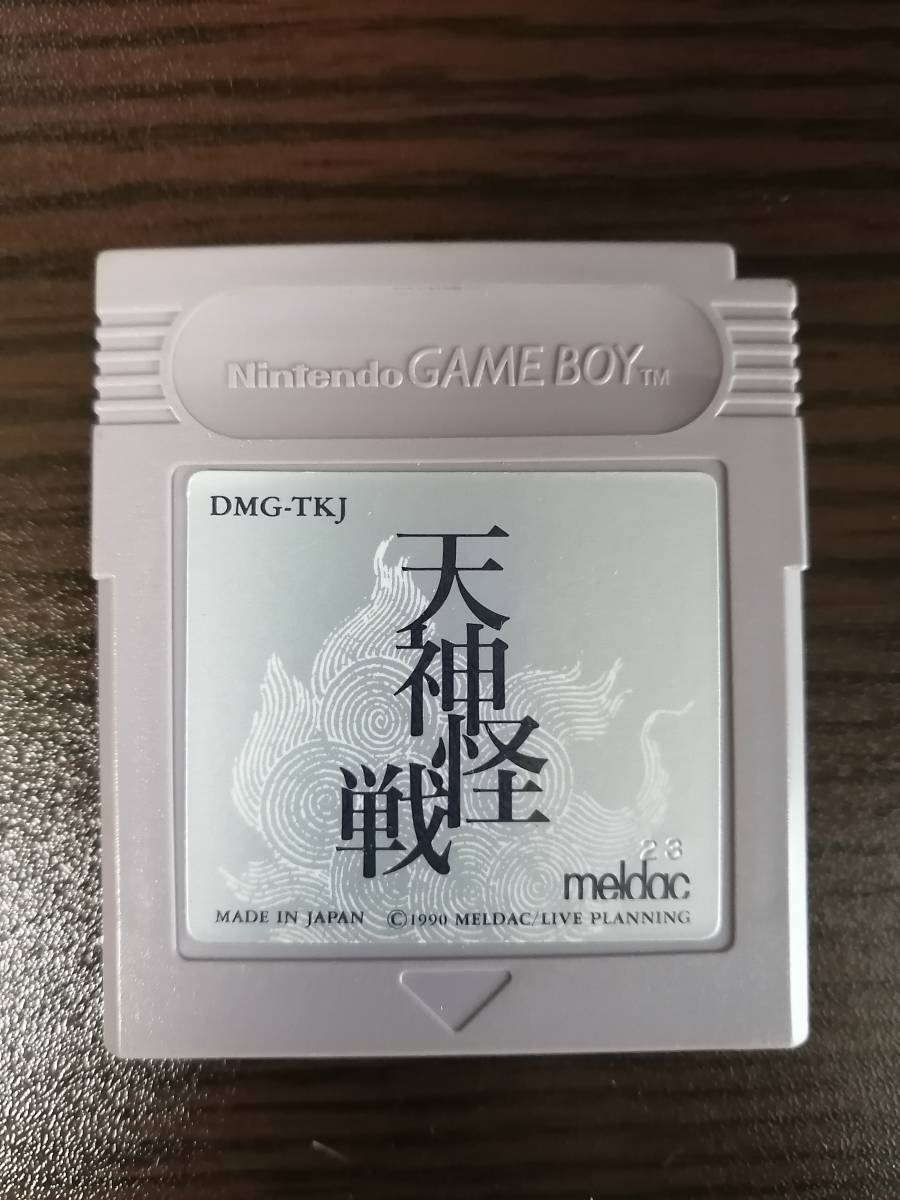 Nintendo GAME BOY TM
DMG-TKJ
天神怪戦
23
meldac
MADE IN JAPAN ©1990 MELDAC/LIVE PLANNING